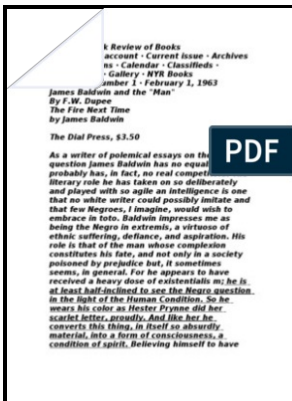 k Review of Books
account · Current issue · Archives
ns · Calendar · Classifieds ·
· Gallery · NYR Books
umber 1 · February 1, 1963
James Baldwin and the "Man"
By F.W. Dupee
The Fire Next Time
by James Baldwin
The Dial Press, $3.50
PDF
As a writer of polemical essays on the
question James Baldwin has no equal
probably has, in fact, no real competi
literary role he has taken on so deliberately
and played with so agile an intelligence is one
that no white writer could possibly imitate and
that few Negroes, I imagine, would wish to
embrace in toto. Baldwin impresses me as
being the Negro in extremis, a virtuoso of
ethnic suffering, defiance, and aspiration. His
role is that of the man whose complexion
constitutes his fate, and not only in a society
poisoned by prejudice but, it sometimes
seems, in general. For he appears to have
received a heavy dose of existentialis m; he is
at least half-inclined to see the Negro question
in the light of the Human Condition. So he
wears his color as Hester Prynne did her
scarlet letter, proudly. And like her he
converts this thing, in itself so absurdly
material, into a form of consciousness, a
condition of spirit. Believing himself to have